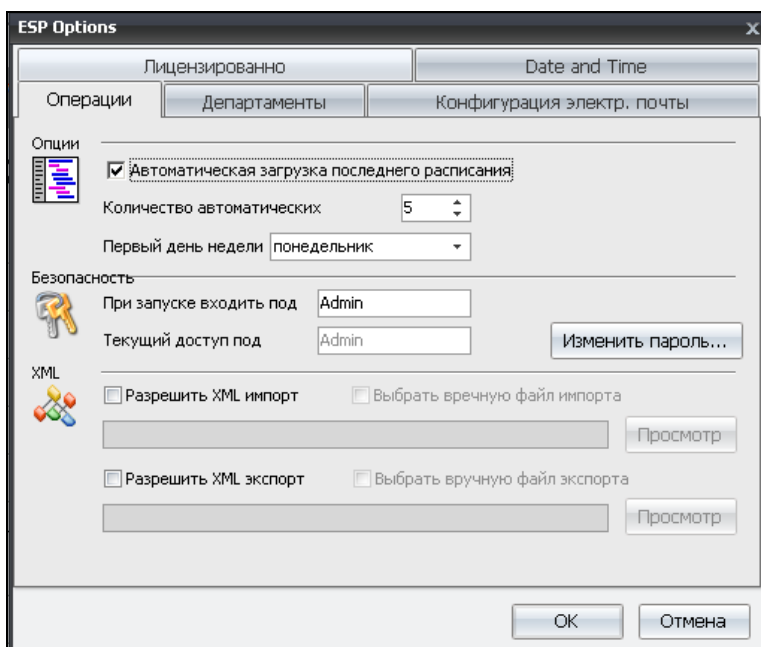 ESP Options
Лицензированно
Date and Time
Операции
Департаменты
Конфигурация электр. почты
Опции
Автоматическая загрузка последнего расписания
Количество автоматических 5
Первый день недели понедельник
Безопасность
При запуске входить под Admin
Текущий доступ под Admin
Изменить пароль...
XML
Разрешить XML импорт
Выбрать вречную файл импорта
Просмотр
Разрешить XML экспорт
Выбрать вручную файл экспорта
Просмотр
OK
Отмена